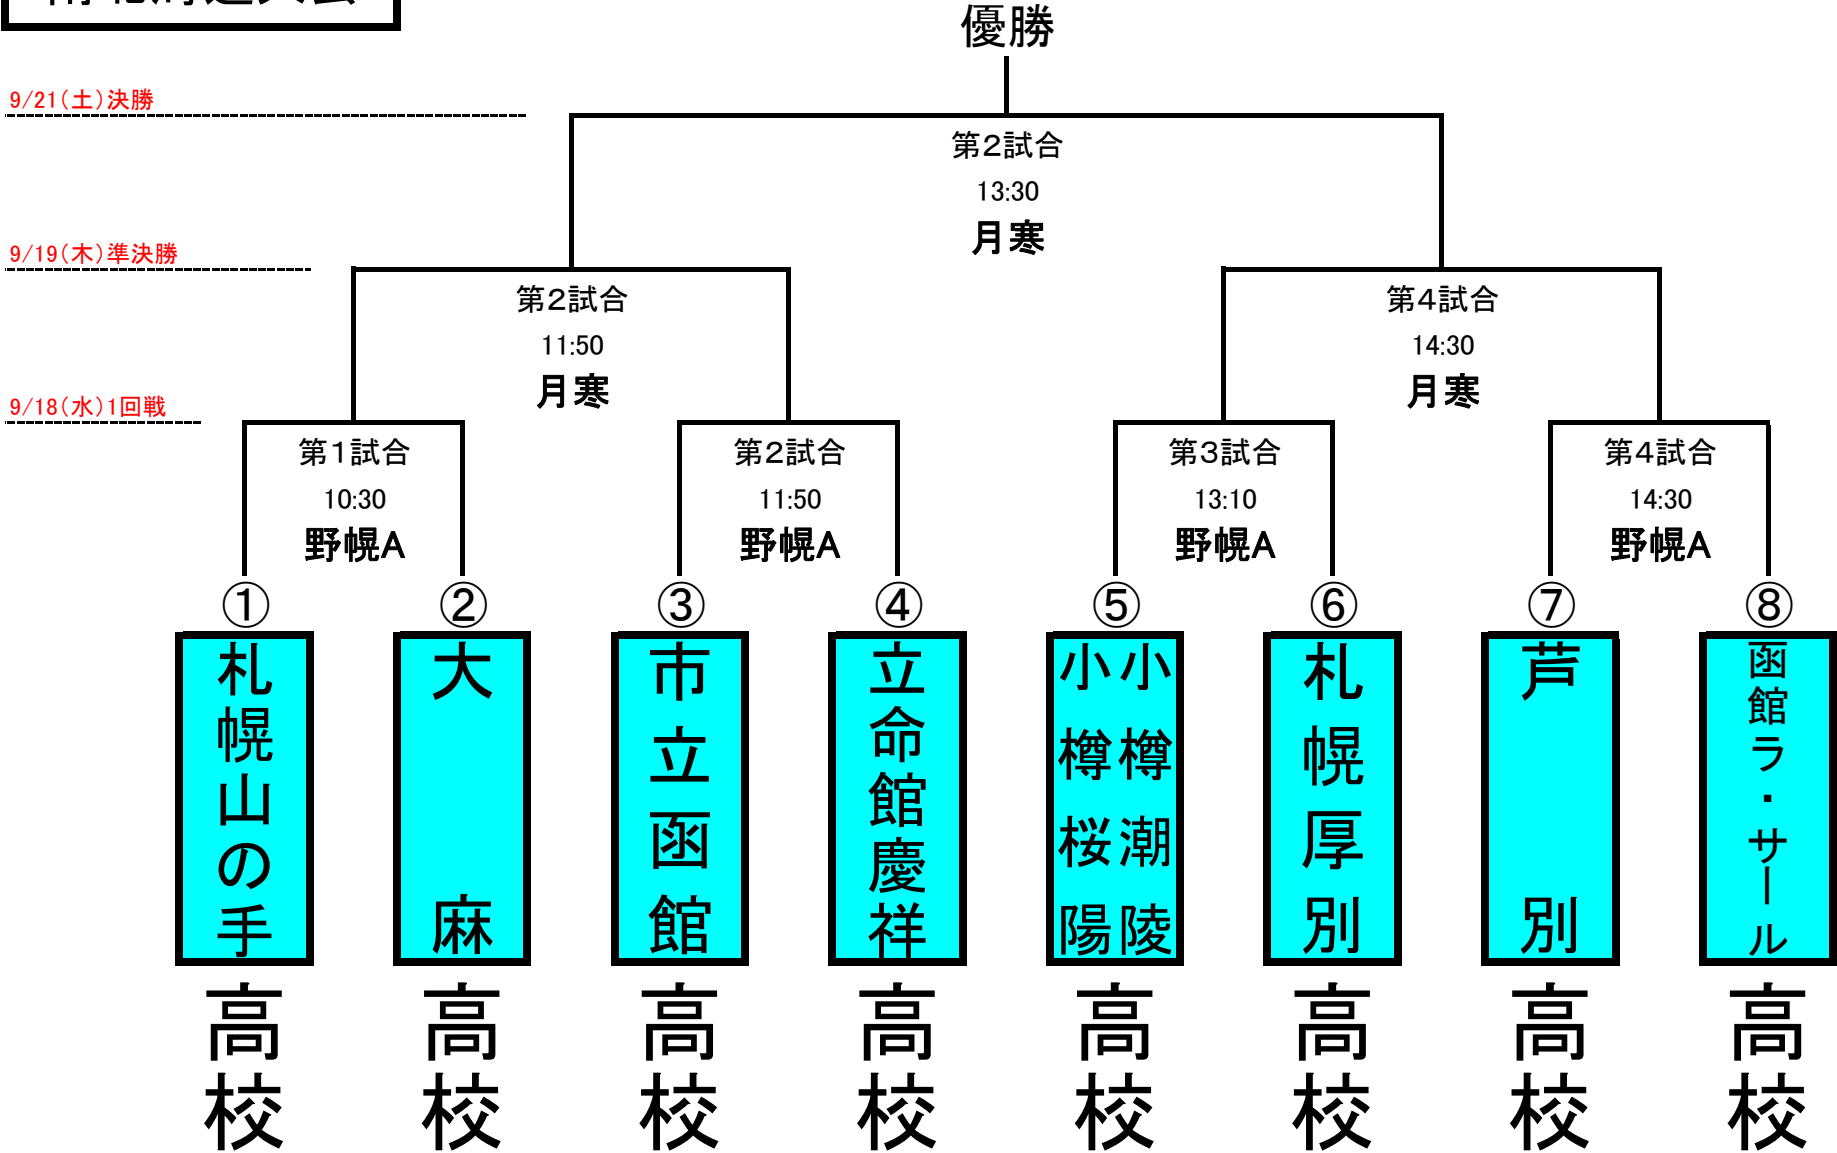 南北海道大会
優勝
9/21(土)決勝
第2試合
13:30
月寒
9/19(木)準決勝
第2試合
11:50
月寒
第4試合
14:30
月寒
9/18(水)1回戦
第1試合
10:30
野幌A
第2試合
11:50
野幌A
第3試合
13:10
野幌A
第4試合
14:30
野幌A
①
札幌山の手
高校
②
大麻
高校
③
市立函館
高校
④
立命館慶祥
高校
⑤
小樽潮陵
小樽桜陽
高校
⑥
札幌厚別
高校
⑦
芦別
高校
⑧
函館ラ・サール
高校